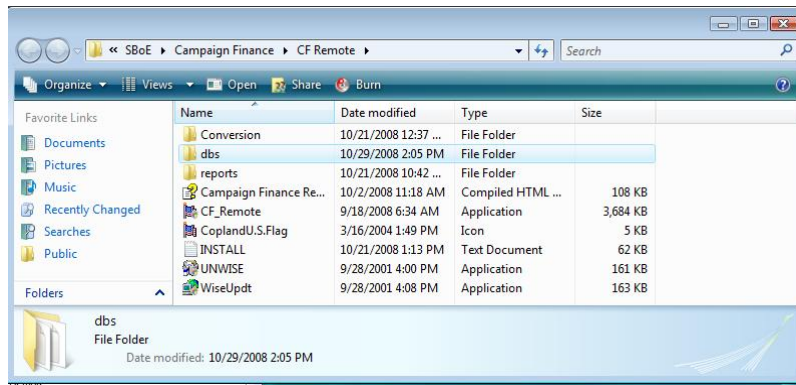 « SBoE ▸ Campaign Finance ▸ CF Remote ▸ Search
Organize Views Open Share Burn
Favorite Links
Documents
Pictures
Music
Recently Changed
Searches
Public
Folders
Name Date modified Type Size
Conversion 10/21/2008 12:37 ... File Folder
dbs 10/29/2008 2:05 PM File Folder
reports 10/21/2008 10:42 ... File Folder
Campaign Finance Re... 10/2/2008 11:18 AM Compiled HTML ... 108 KB
CF_Remote 9/18/2008 6:34 AM Application 3,684 KB
CoplandU.S.Flag 3/16/2004 1:49 PM Icon 5 KB
INSTALL 10/21/2008 1:13 PM Text Document 62 KB
UNWISE 9/28/2001 4:00 PM Application 161 KB
WiseUpdt 9/28/2001 4:08 PM Application 163 KB
dbs
File Folder
Date modified: 10/29/2008 2:05 PM